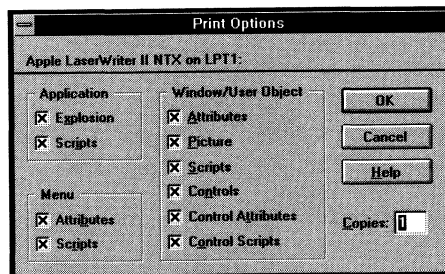 Print Options
Apple LaserWriter II NTX on LPT1:
Application
Explosion
Scripts
Menu
Attributes
Scripts
Window/User Object
Attributes
Picture
Scripts
Controls
Control Attributes
Control Scripts
OK
Cancel
Help
Copies: 1